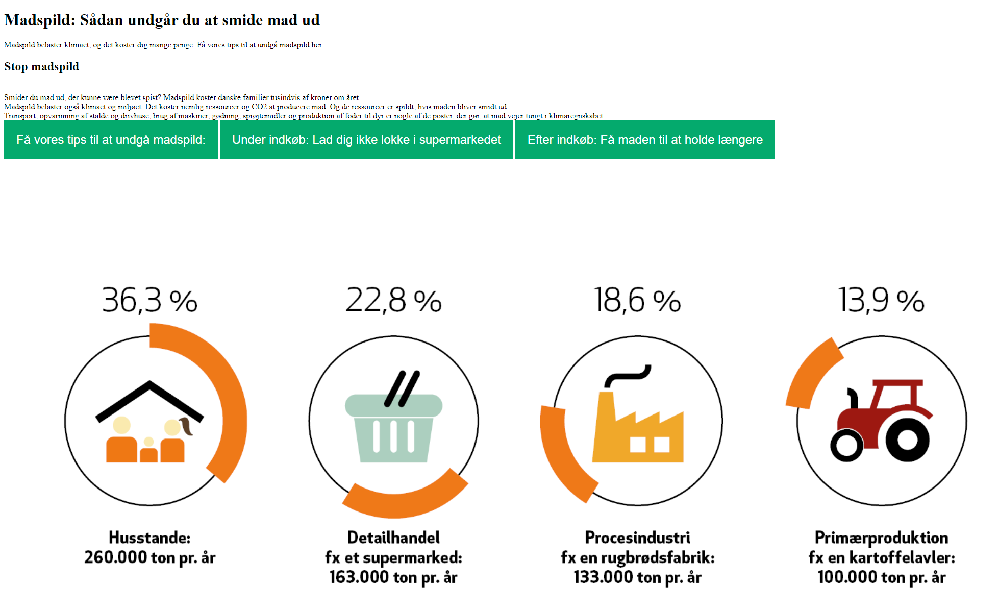 Madspild: Sådan undgår du at smide mad ud
Madspild belaster klimaet, og det koster dig mange penge. Få vores tips til at undgå madspild her.
Stop madspild
Smider du mad ud, der kunne være blevet spist? Madspild koster danske familier tusindvis af kroner om året.
Madspild belaster også klimaet og miljøet. Det koster nemlig ressourcer og CO2 at producere mad. Og de ressourcer er spildt, hvis maden bliver smidt ud.
Transport, opvarmning af stalde og drivhuse, brug af maskiner, gødning, sprøjtemidler og produktion af foder til dyr er nogle af de poster, der gør, at mad vejer tungt i klimaregnskabet.
Få vores tips til at undgå madspild:
Under indkøb: Lad dig ikke lokke i supermarkedet
Efter indkøb: Få maden til at holde længere
36,3 %
Husstande:
260.000 ton pr. år
22,8 %
Detailhandel
fx et supermarked:
163.000 ton pr. år
18,6 %
Procesindustri
fx en rugbrødsfabrik:
133.000 ton pr. år
13,9 %
Primærproduktion
fx en kartoffelavler:
100.000 ton pr. år